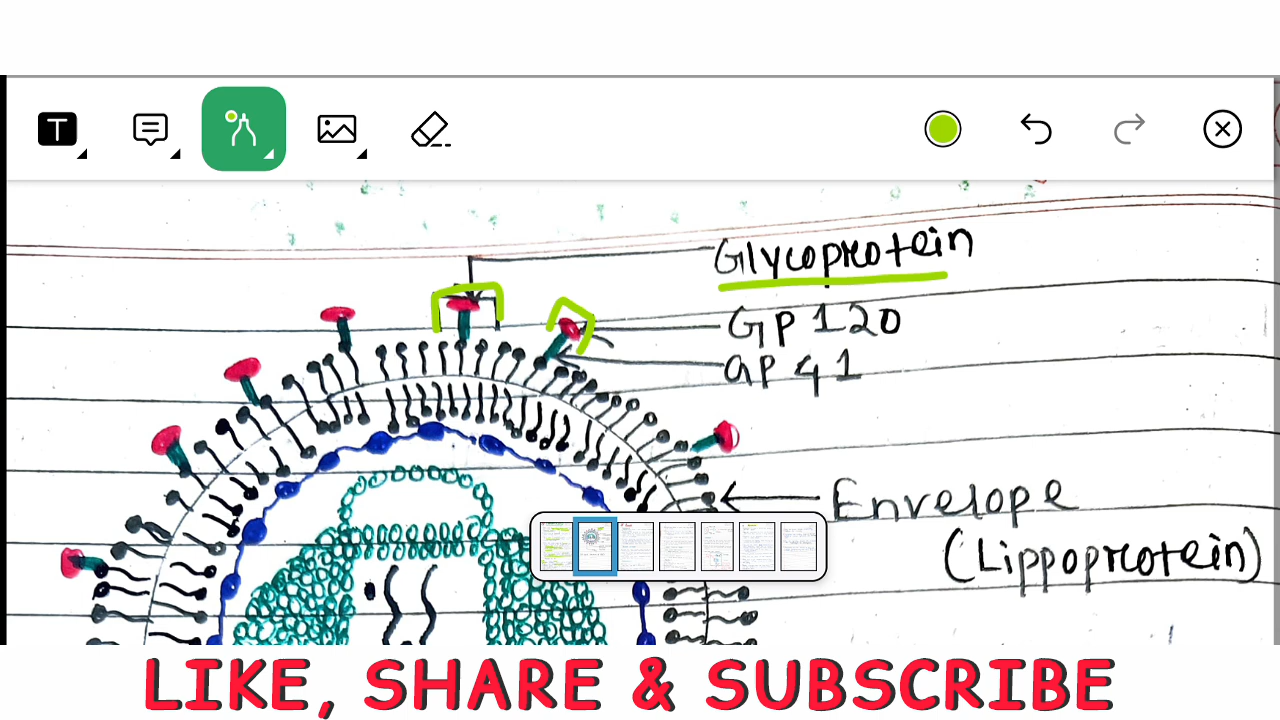 T
Glycoprotein
GP 120
GP 41
Envelope
(Lippoprotein)
LIKE, SHARE & SUBSCRIBE